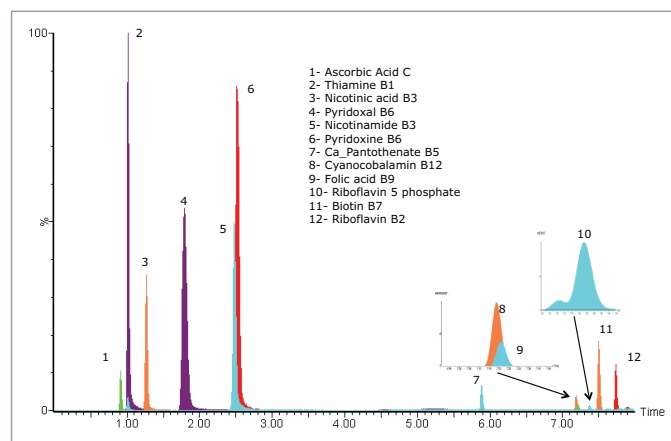 100
2
6
1- Ascorbic Acid C
2- Thiamine B1
3- Nicotinic acid B3
4- Pyridoxal B6
5- Nicotinamide B3
6- Pyridoxine B6
7- Ca_Pantothenate B5
8- Cyanocobalamin B12
9- Folic acid B9
10- Riboflavin 5 phosphate
11- Biotin B7
12- Riboflavin B2
4
%
5
3
10
8
9
11
1
7
12
0
1.00
2.00
3.00
4.00
5.00
6.00
7.00
Time